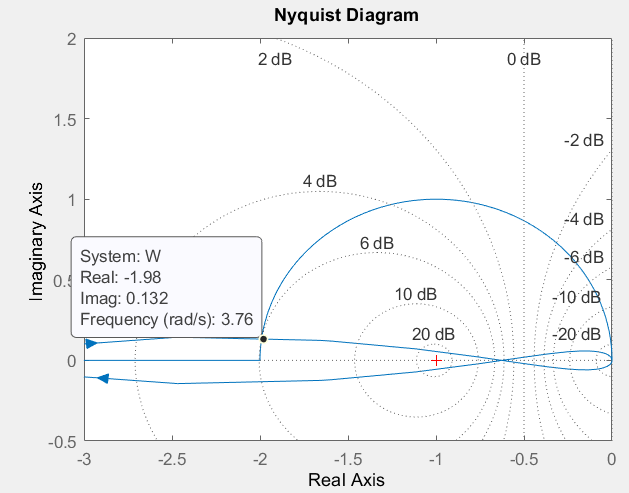 Nyquist Diagram
2 dB
0 dB
-2 dB
4 dB
-4 dB
6 dB
-6 dB
10 dB
-10 dB
20 dB
-20 dB
System: W
Real: -1.98
Imag: 0.132
Frequency (rad/s): 3.76
2
1.5
1
0.5
0
-0.5
Imaginary Axis
-3
-2.5
-2
-1.5
-1
-0.5
0
Real Axis